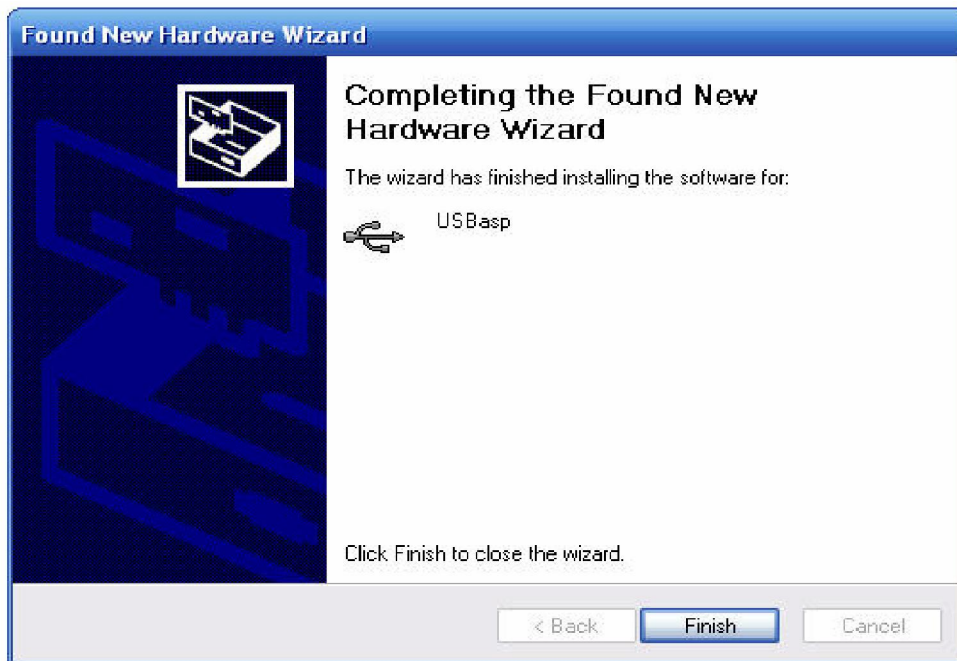 Found New Hardware Wizard
Completing the Found New
Hardware Wizard
The wizard has finished installing the software for:
USBasp
Click Finish to close the wizard.
< Back
Finish
Cancel